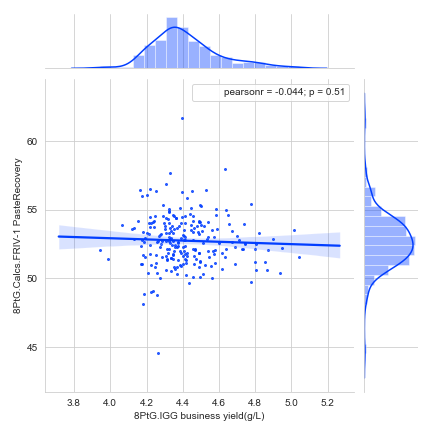 pearsonr = -0.044; p = 0.51
60
55
50
45
8PtG.Calcs.FRIV-1 PasteRecovery
3.8 4.0 4.2 4.4 4.6 4.8 5.0 5.2
8PtG.IGG business yield(g/L)